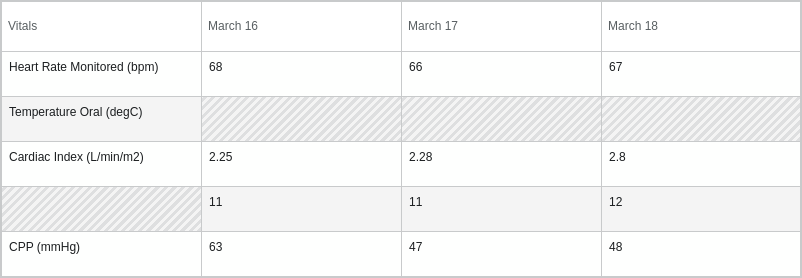 Vitals March 16 March 17 March 18
Heart Rate Monitored (bpm) 68 66 67
Temperature Oral (degC)
Cardiac Index (L/min/m2) 2.25 2.28 2.8
11 11 12
CPP (mmHg) 63 47 48